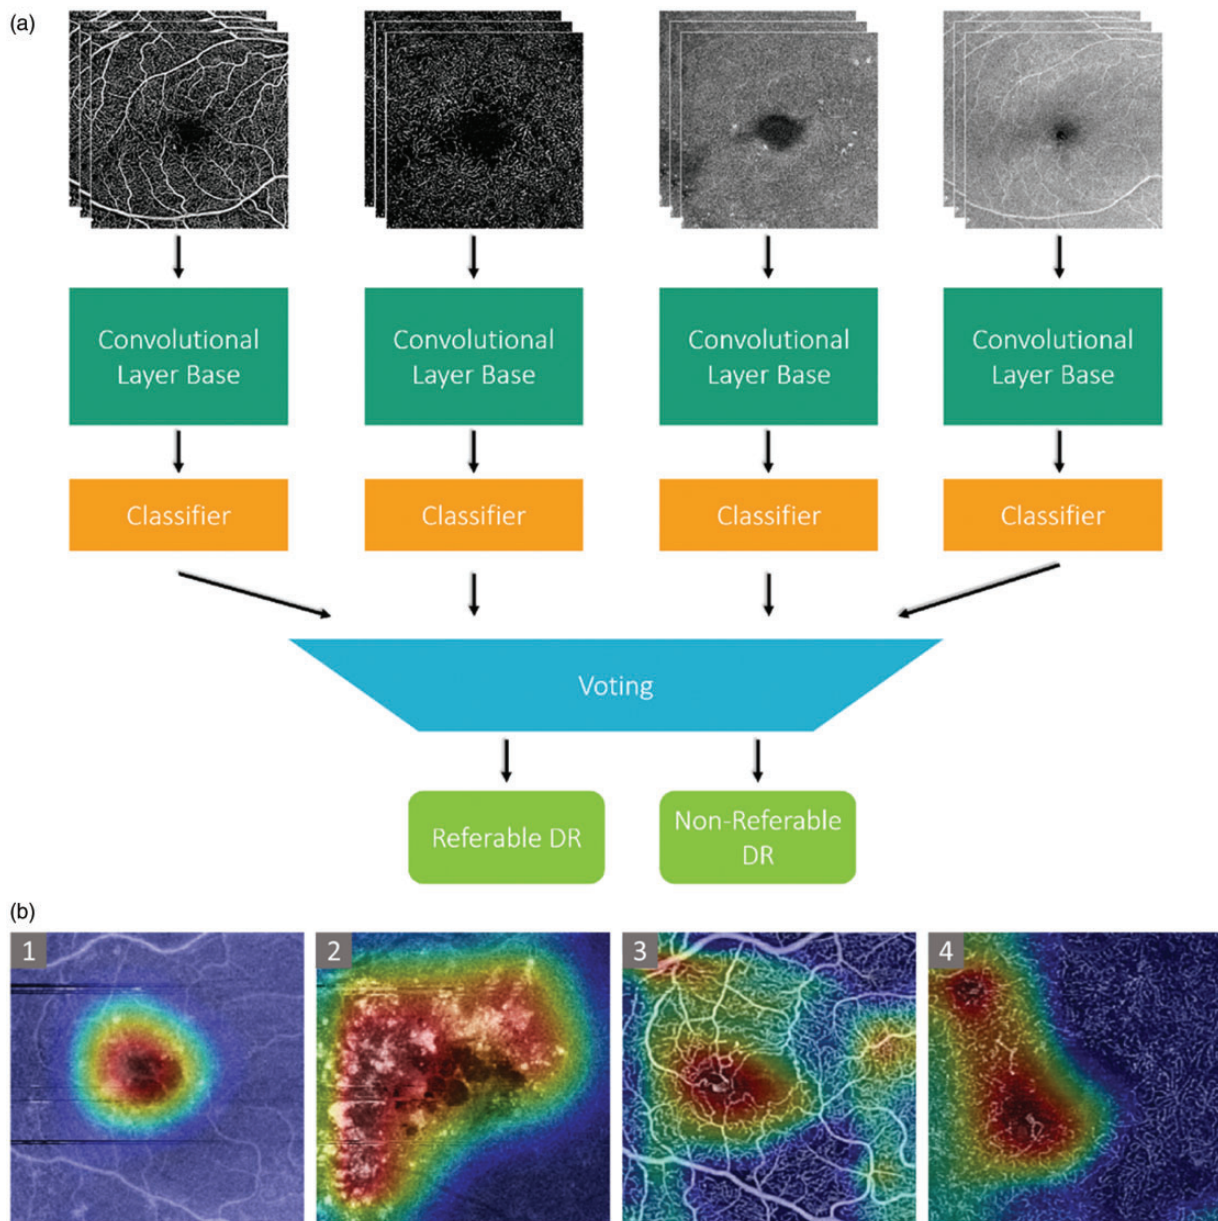 (a)
Convolutional Convolutional Convolutional Convolutional
Layer Base Layer Base Layer Base Layer Base
Classifier Classifier Classifier Classifier
Voting
Referable DR
Non-Referable
DR
(b)
1 2 3 4